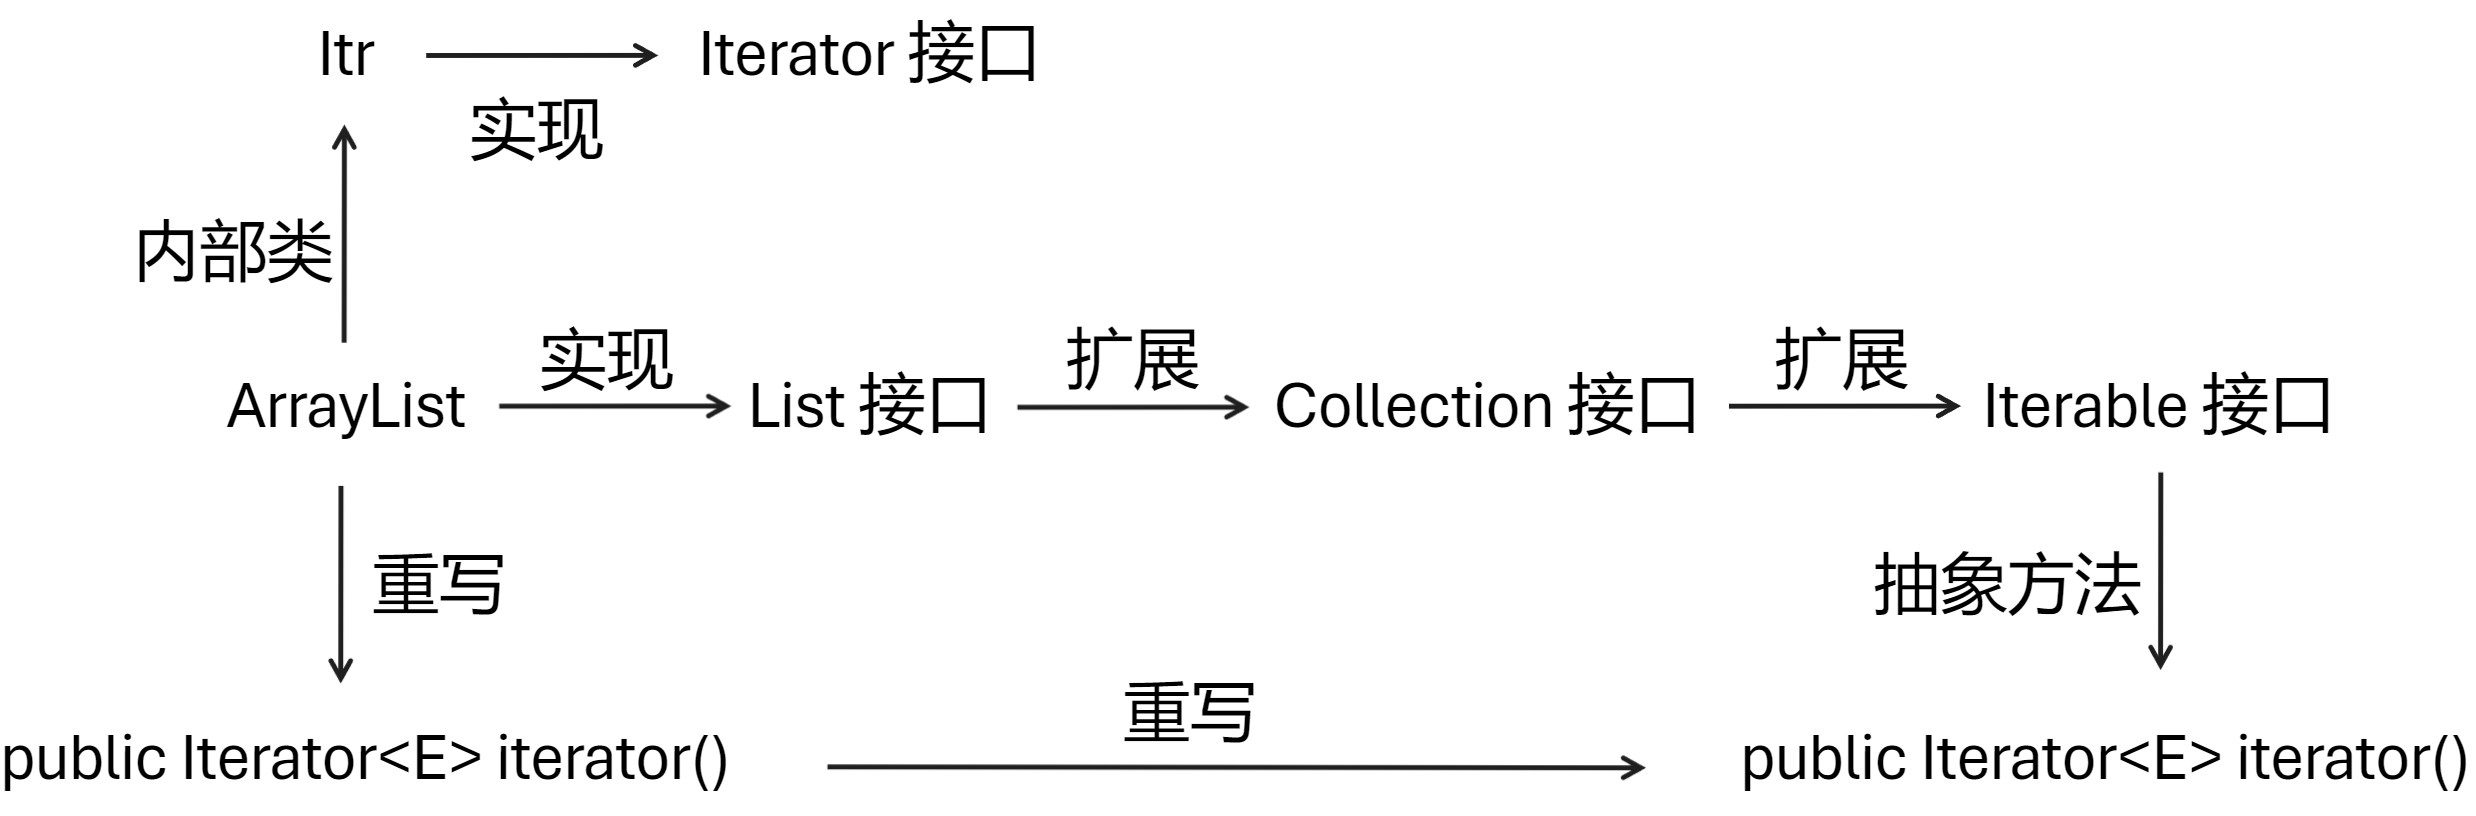 Itr
Iterator 接口
实现
内部类
实现
扩展
扩展
ArrayList
List 接口
Collection 接口
Iterable 接口
重写
抽象方法
重写
public Iterator<E> iterator()
public Iterator<E> iterator()